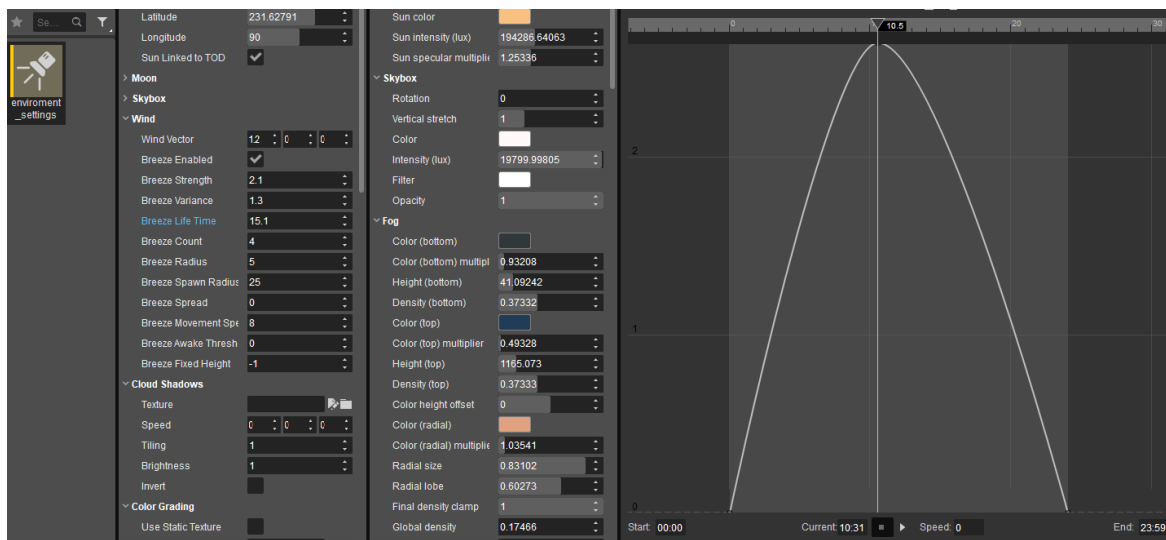 Se...
enviroment
_settings
Latitude 231.62791
Longitude 90
Sun Linked to TOD
Moon
Skybox
Wind
Wind Vector 12 0 0
Breeze Enabled
Breeze Strength 2.1
Breeze Variance 1.3
Breeze Life Time 15.1
Breeze Count 4
Breeze Radius 5
Breeze Spawn Radius 25
Breeze Spread 0
Breeze Movement Spe 8
Breeze Awake Thresh 0
Breeze Fixed Height -1
Cloud Shadows
Texture
Speed 0 0 0
Tiling 1
Brightness 1
Invert
Color Grading
Use Static Texture
Sun color
Sun intensity (lux) 194286.64063
Sun specular multiplie 1.25336
Skybox
Rotation 0
Vertical stretch 1
Color
Intensity (lux) 19799.99805
Filter
Opacity 1
Fog
Color (bottom)
Color (bottom) multipl 0.93208
Height (bottom) 41.09242
Density (bottom) 0.37332
Color (top)
Color (top) multiplier 0.49328
Height (top) 1165.073
Density (top) 0.37333
Color height offset 0
Color (radial)
Color (radial) multiplie 1.03541
Radial size 0.83102
Radial lobe 0.60273
Final density clamp 1
Global density 0.17466
0 10.5 20 30
2
1
0
Start: 00:00 Current: 10:31 Speed: 0 End: 23:59